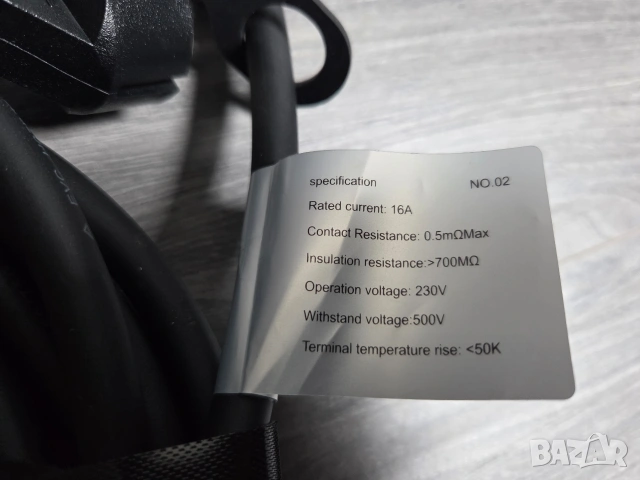 specification NO.02
Rated current: 16A
Contact Resistance: 0.5mΩMax
Insulation resistance:>700MΩ
Operation voltage: 230V
Withstand voltage:500V
Terminal temperature rise: <50K
BAZAR